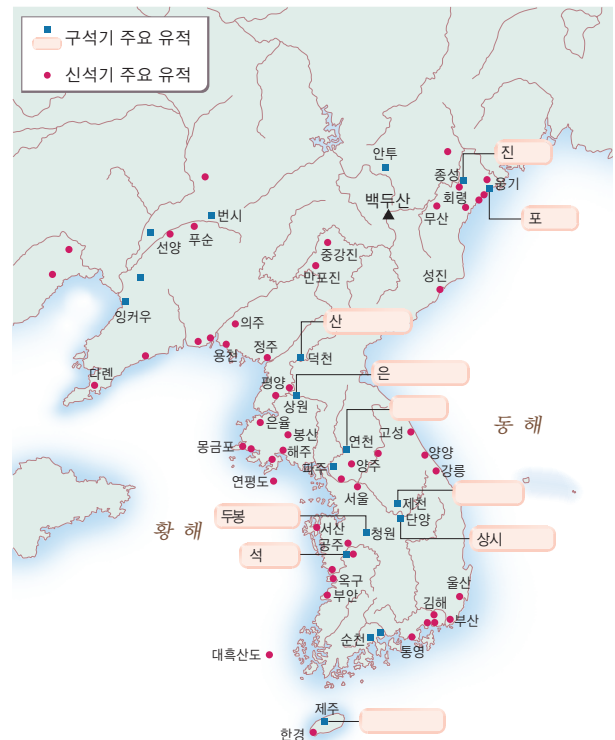 구석기 주요 유적
신석기 주요 유적
안투
진
종성
웅기
회령
백두산
무산
포
번시
푸순
선양
중강진
만포진
성진
잉커우
의주
산
용천
정주
덕천
다롄
은
평양
상원
은율
봉산
고성
동해
연천
몽금포
해주
양양
파주
양주
강릉
연평도
서울
제천
두봉
서산
단양
황해
청원
상시
공주
석
옥구
울산
부안
김해
부산
순천
통영
대흑산도
제주
한경